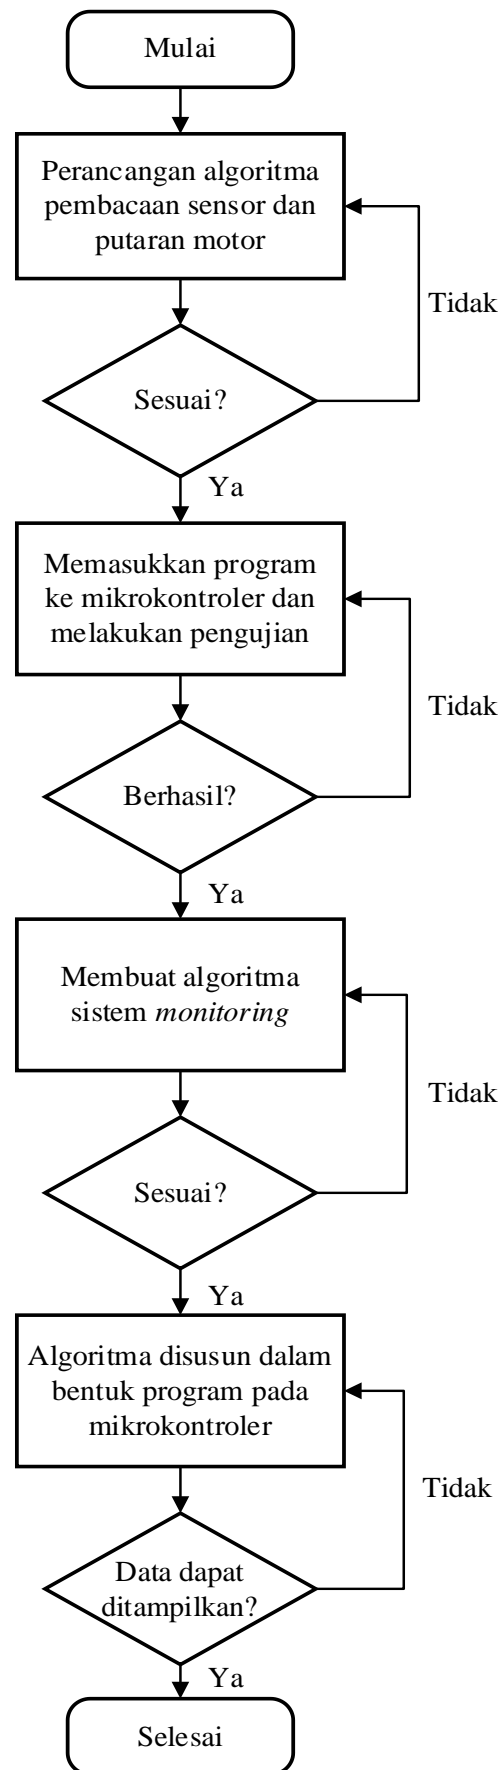 Mulai
Perancangan algoritma
pembacaan sensor dan
putaran motor
Tidak
Sesuai?
Ya
Memasukkan program
ke mikrokontroler dan
melakukan pengujian
Tidak
Berhasil?
Ya
Membuat algoritma
sistem monitoring
Tidak
Sesuai?
Ya
Algoritma disusun dalam
bentuk program pada
mikrokontroler
Tidak
Data dapat
ditampilkan?
Ya
Selesai